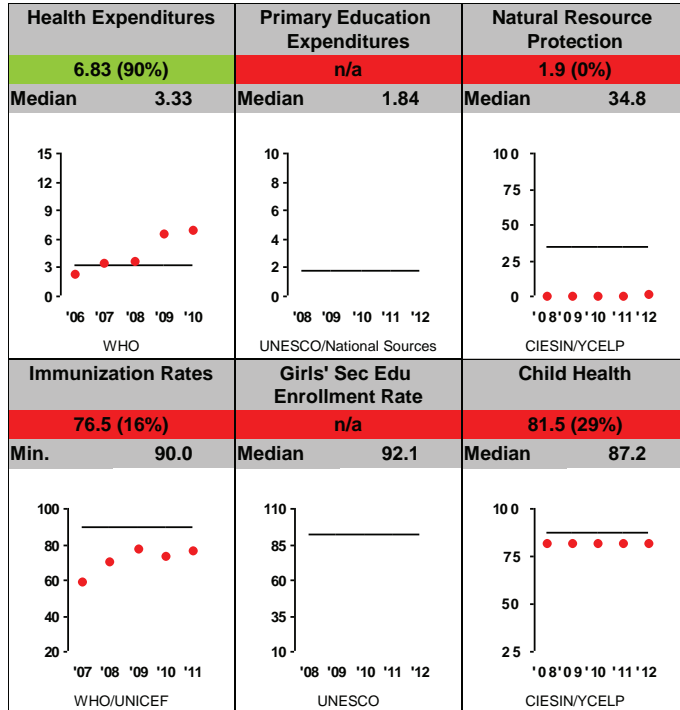 Health Expenditures
6.83 (90%)
Median 3.33
15
12
9
6
3
0
'06 '07 '08 '09 '10
WHO
Primary Education
Expenditures
n/a
Median 1.84
10
8
6
4
2
0
'08 '09 '10 '11 '12
UNESCO/National Sources
Natural Resource
Protection
1.9 (0%)
Median 34.8
100
75
50
25
0
'08 '09 '10 '11 '12
CIESIN/YCELP
Immunization Rates
76.5 (16%)
Min. 90.0
100
80
60
40
20
'07 '08 '09 '10 '11
WHO/UNICEF
Girls' Sec Edu
Enrollment Rate
n/a
Median 92.1
110
85
60
35
10
'08 '09 '10 '11 '12
UNESCO
Child Health
81.5 (29%)
Median 87.2
100
75
50
25
'08 '09 '10 '11 '12
CIESIN/YCELP